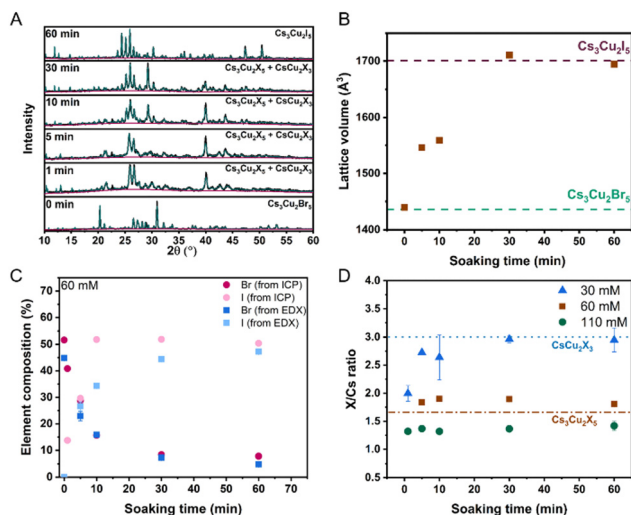 A
60 min
Cs₃Cu₂I₅
30 min
Cs₃Cu₂X₅ + CsCu₂X₃
10 min
Cs₃Cu₂X₅ + CsCu₂X₃
5 min
Cs₃Cu₂X₅ + CsCu₂X₃
1 min
Cs₃Cu₂X₅ + CsCu₂X₃
0 min
Cs₃Cu₂Br₅
Intensity
10 15 20 25 30 35 40 45 50 55 60
2θ (°)
B
Lattice volume (Å³)
1700
1600
1500
1400
Cs₃Cu₂I₅
Cs₃Cu₂Br₅
0 10 20 30 40 50 60
Soaking time (min)
C
60 mM
Br (from ICP)
I (from ICP)
Br (from EDX)
I (from EDX)
Element composition (%)
80
70
60
50
40
30
20
10
0
0 10 20 30 40 50 60 70
Soaking time (min)
D
30 mM
60 mM
110 mM
X/Cs ratio
4.0
3.5
3.0
2.5
2.0
1.5
1.0
0.5
CsCu₂X₃
Cs₃Cu₂X₅
0 10 20 30 40 50 60
Soaking time (min)